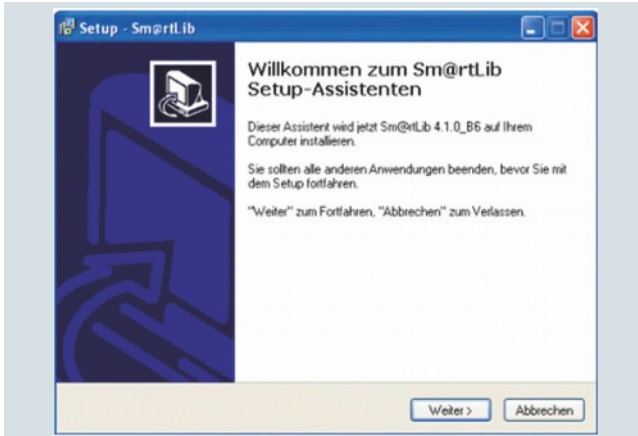 Setup - Sm@rtLib
Willkommen zum Sm@rtLib
Setup-Assistenten
Dieser Assistent wird jetzt Sm@rtLib 4.1.0_B6 auf Ihrem
Computer installieren.
Sie sollten alle anderen Anwendungen beenden, bevor Sie mit
dem Setup fortfahren.
"Weiter" zum Fortfahren, "Abbrechen" zum Verlassen.
Weiter >
Abbrechen